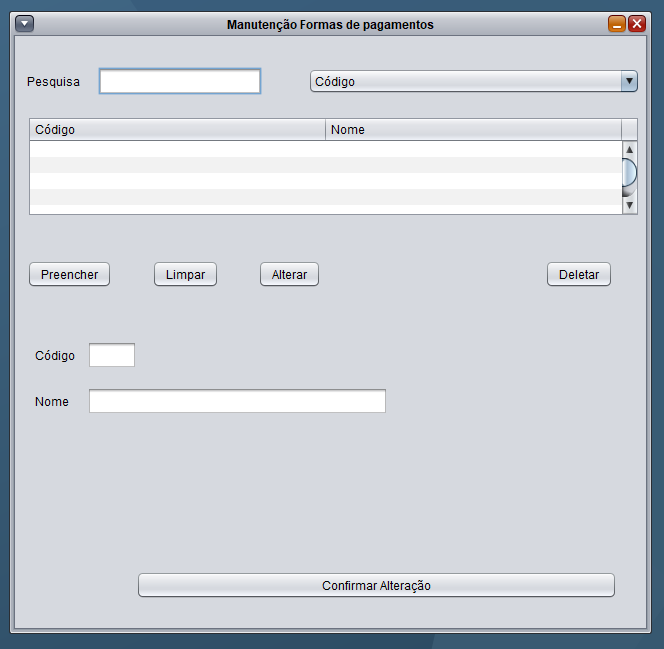 Manutenção Formas de pagamentos
Pesquisa Código
Código Nome
Preencher Limpar Alterar Deletar
Código
Nome
Confirmar Alteração